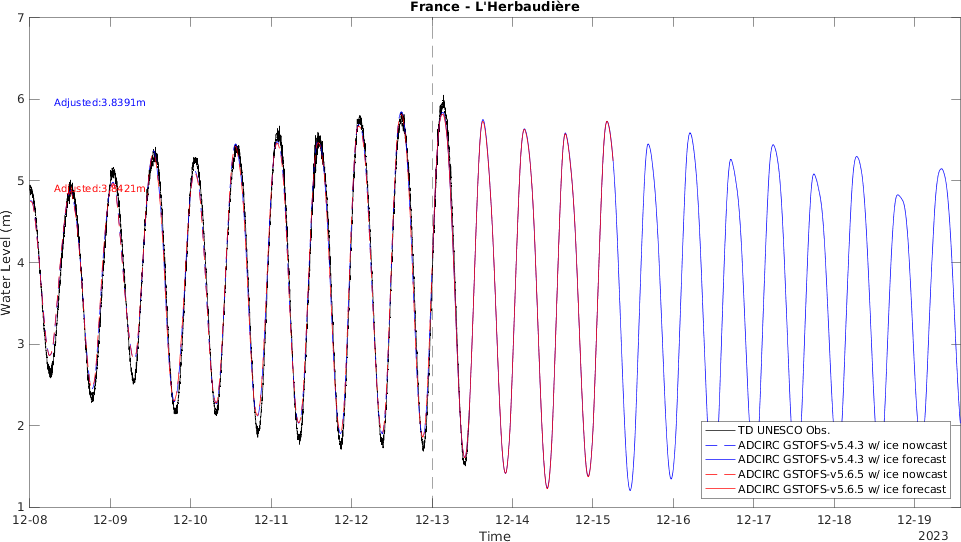 France - L'Herbaudière
7
6
5
4
3
2
1
Water Level (m)
Adjusted:3.8391m
Adjusted:3.8421m
TD UNESCO Obs.
ADCIRC GSTOFS-v5.4.3 w/ ice nowcast
ADCIRC GSTOFS-v5.4.3 w/ ice forecast
ADCIRC GSTOFS-v5.6.5 w/ ice nowcast
ADCIRC GSTOFS-v5.6.5 w/ ice forecast
12-08 12-09 12-10 12-11 12-12 12-13 12-14 12-15 12-16 12-17 12-18 12-19
Time
2023